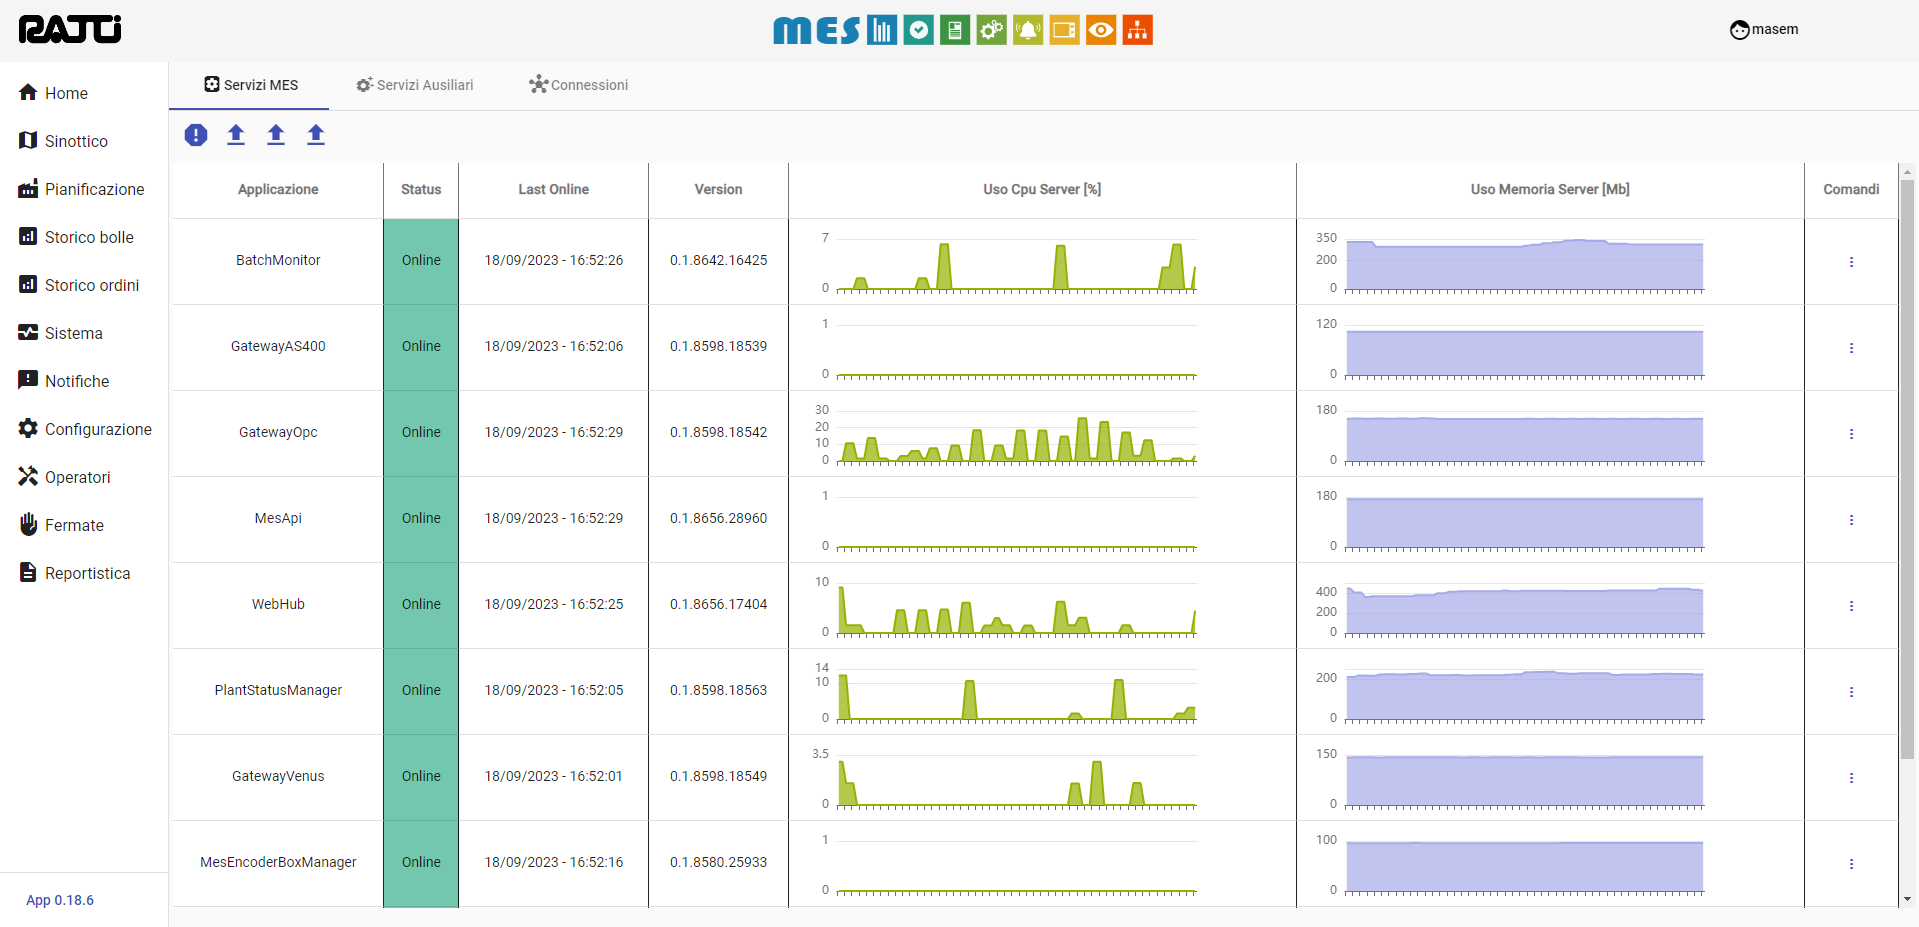 RATTI
MES
masem
Home
Sinottico
Pianificazione
Storico bolle
Storico ordini
Sistema
Notifiche
Configurazione
Operatori
Fermate
Reportistica
App 0.18.6
Servizi MES
Servizi Ausiliari
Connessioni
Applicazione Status Last Online Version Uso Cpu Server [%] Uso Memoria Server [Mb] Comandi
BatchMonitor Online 18/09/2023 - 16:52:26 0.1.8642.16425
7
0
350
200
0
GatewayAS400 Online 18/09/2023 - 16:52:06 0.1.8598.18539
1
0
120
0
GatewayOpc Online 18/09/2023 - 16:52:29 0.1.8598.18542
30
20
10
0
180
0
MesApi Online 18/09/2023 - 16:52:29 0.1.8656.28960
1
0
180
0
WebHub Online 18/09/2023 - 16:52:25 0.1.8656.17404
10
0
400
200
0
PlantStatusManager Online 18/09/2023 - 16:52:05 0.1.8598.18563
14
10
0
200
0
GatewayVenus Online 18/09/2023 - 16:52:01 0.1.8598.18549
3.5
0
150
0
MesEncoderBoxManager Online 18/09/2023 - 16:52:16 0.1.8580.25933
1
0
100
0